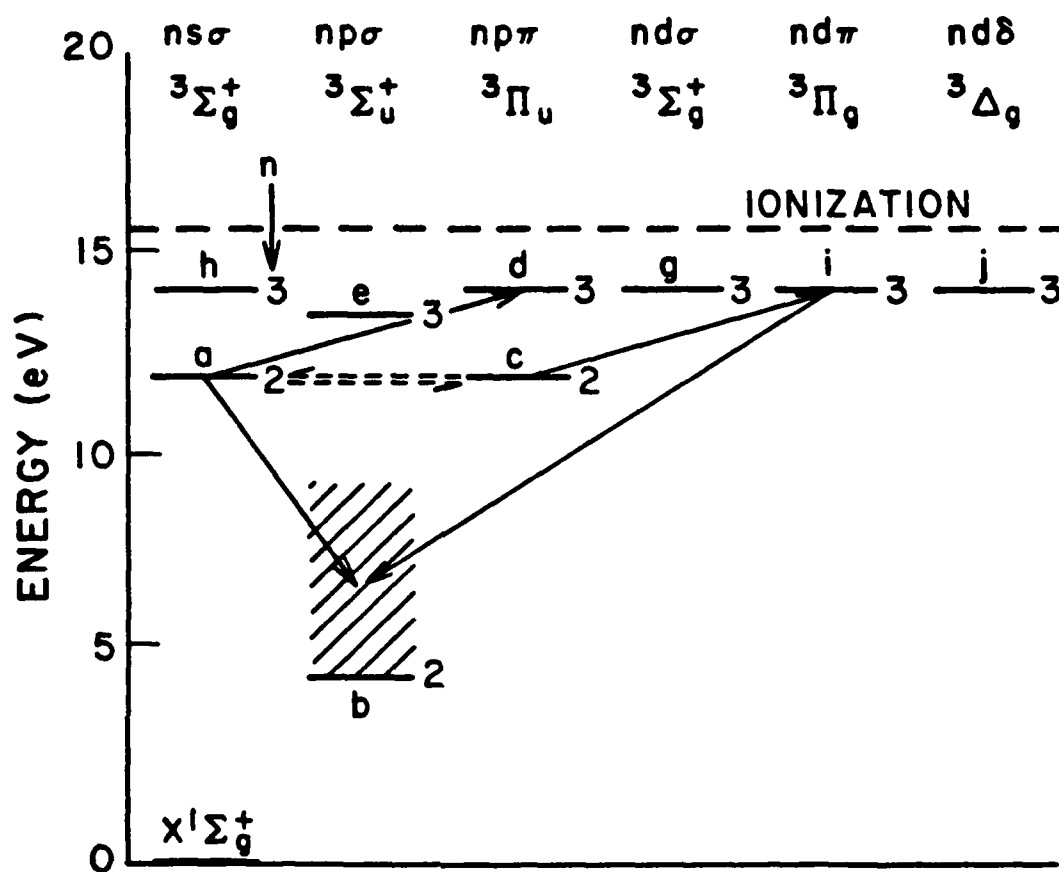 20 nsσ npσ npπ ndσ ndπ ndδ
³Σg⁺ ³Σu⁺ ³Πu ³Σg⁺ ³Πg ³Δg
n
IONIZATION
15
h 3 e 3 d 3 g 3 i 3 j 3
a 2 c 2
10
5
2
b
X¹Σg⁺
0
ENERGY (eV)